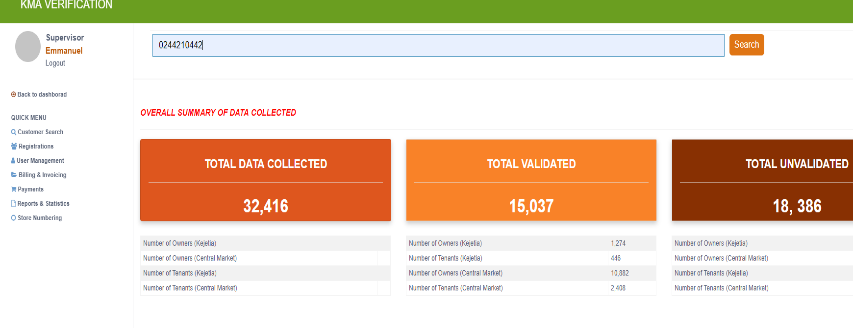 KMA VERIFICATION
Supervisor
Emmanuel
Logout
0244210442
Search
Back to dashborad
QUICK MENU
Customer Search
Registrations
User Management
Billing & Invoicing
Payments
Reports & Statistics
Store Numbering
OVERALL SUMMARY OF DATA COLLECTED
TOTAL DATA COLLECTED
32,416
Number of Owners (Kejetia)
Number of Owners (Central Market)
Number of Tenants (Kejetia)
Number of Tenants (Central Market)
TOTAL VALIDATED
15,037
Number of Owners (Kejetia) 1,274
Number of Tenants (Kejetia)
Number of Owners (Central Market) 10,882
Number of Tenants (Central Market) 2,408
TOTAL UNVALIDATED
18, 386
Number of Owners (Kejetia)
Number of Owners (Central Market)
Number of Tenants (Kejetia)
Number of Tenants (Central Market)